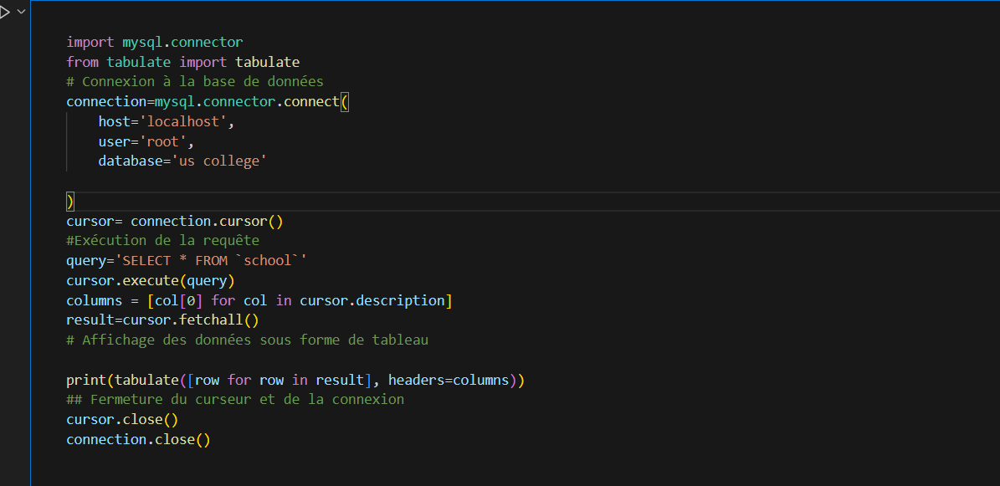 import mysql.connector
from tabulate import tabulate
# Connexion à la base de données
connection=mysql.connector.connect(
    host='localhost',
    user='root',
    database='us college'
)
cursor= connection.cursor()
#Exécution de la requête
query='SELECT * FROM `school`'
cursor.execute(query)
columns = [col[0] for col in cursor.description]
result=cursor.fetchall()
# Affichage des données sous forme de tableau
print(tabulate([row for row in result], headers=columns))
## Fermeture du curseur et de la connexion
cursor.close()
connection.close()